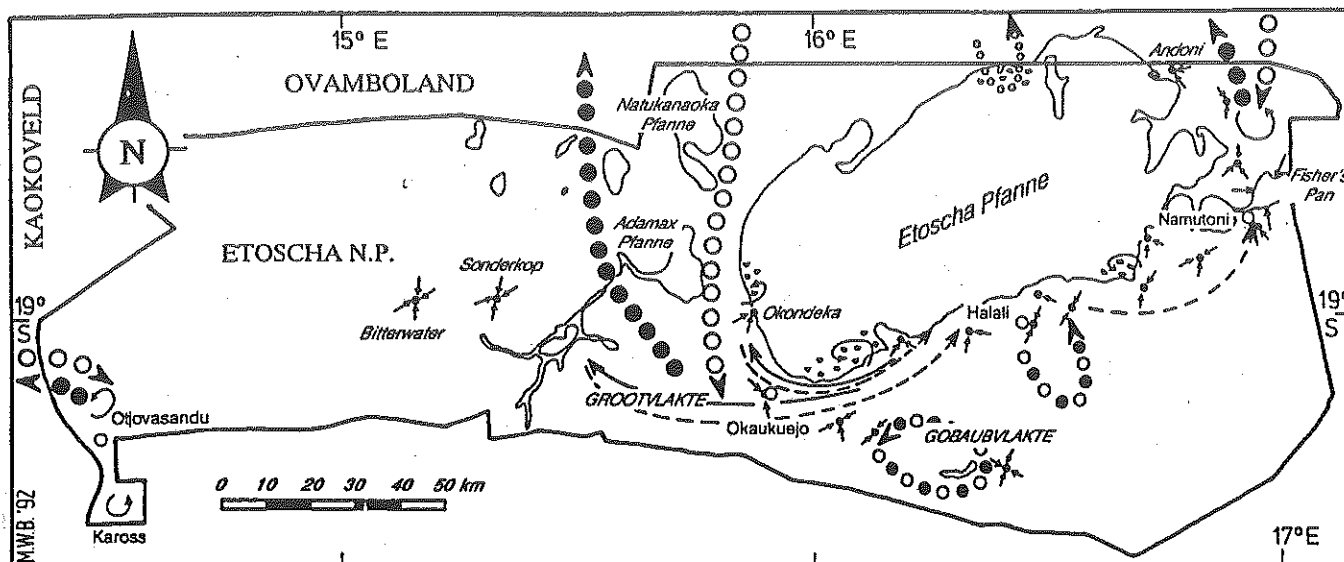 15° E
16° E
Andoni
OVAMBOLAND
Natukanaoka
Pfanne
KAOKOVELD
N
Fisher's
Pan
Etoscha Pfanne
Namutoni
ETOSCHA N.P.
Adamax
Pfanne
Sonderkop
19°
S
Bitterwater
Okondeka
Halali
19°
S
GROOTVLAKTE
Otjovasandu
Okaukuejo
GOBAUBVLAKTE
0 10 20 30 40 50 km
Kaross
M.W.B. '92
17° E